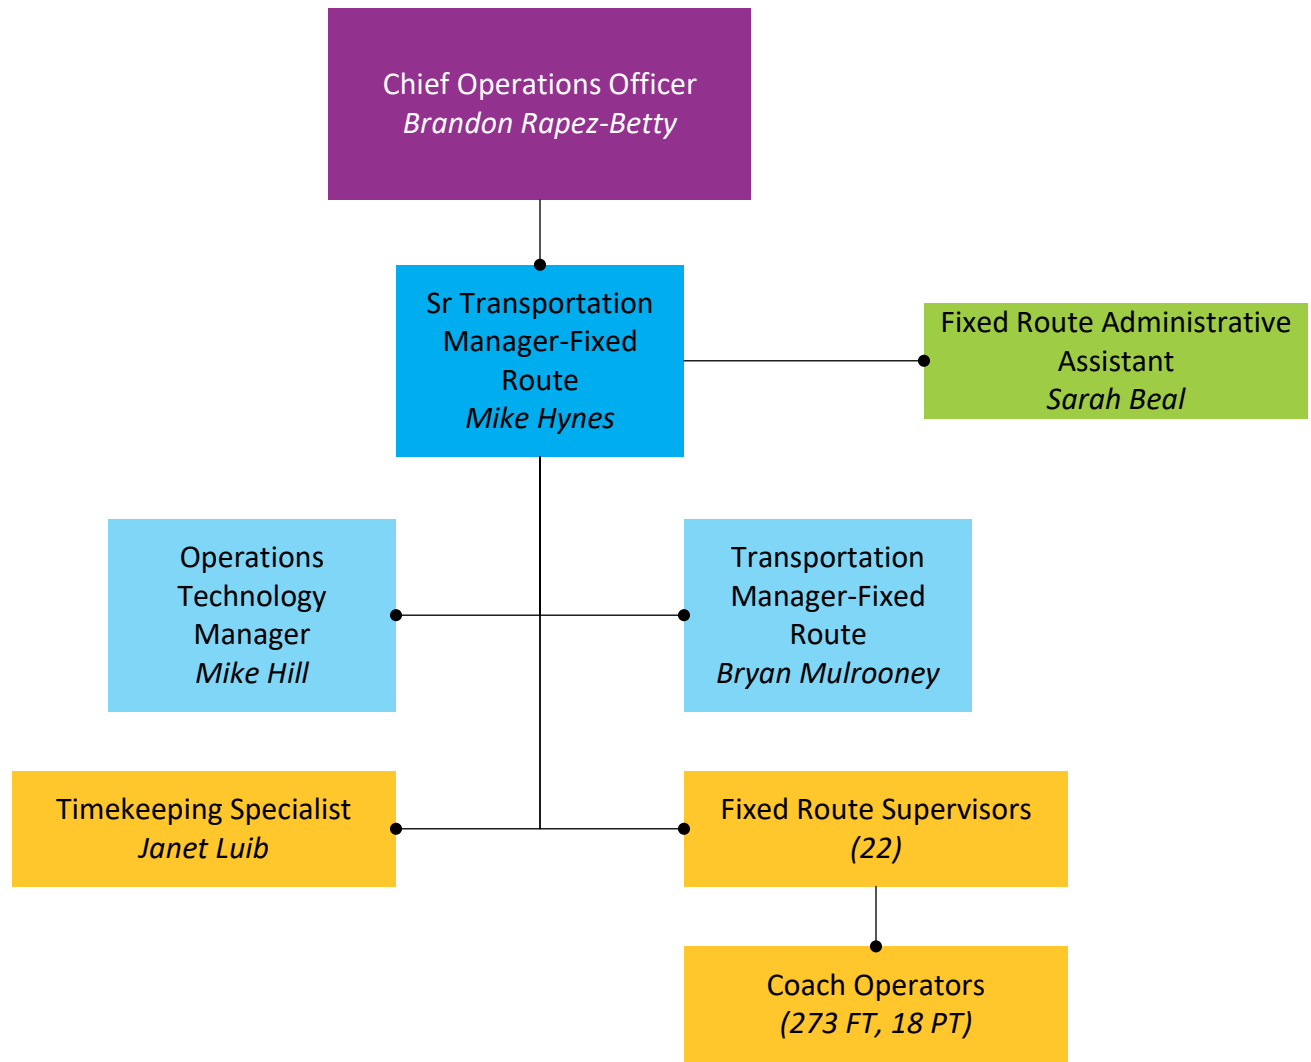 Chief Operations Officer
Brandon Rapez-Betty
Sr Transportation
Manager-Fixed
Route
Mike Hynes
Fixed Route Administrative
Assistant
Sarah Beal
Operations
Technology
Manager
Mike Hill
Transportation
Manager-Fixed
Route
Bryan Mulrooney
Timekeeping Specialist
Janet Luib
Fixed Route Supervisors
(22)
Coach Operators
(273 FT, 18 PT)